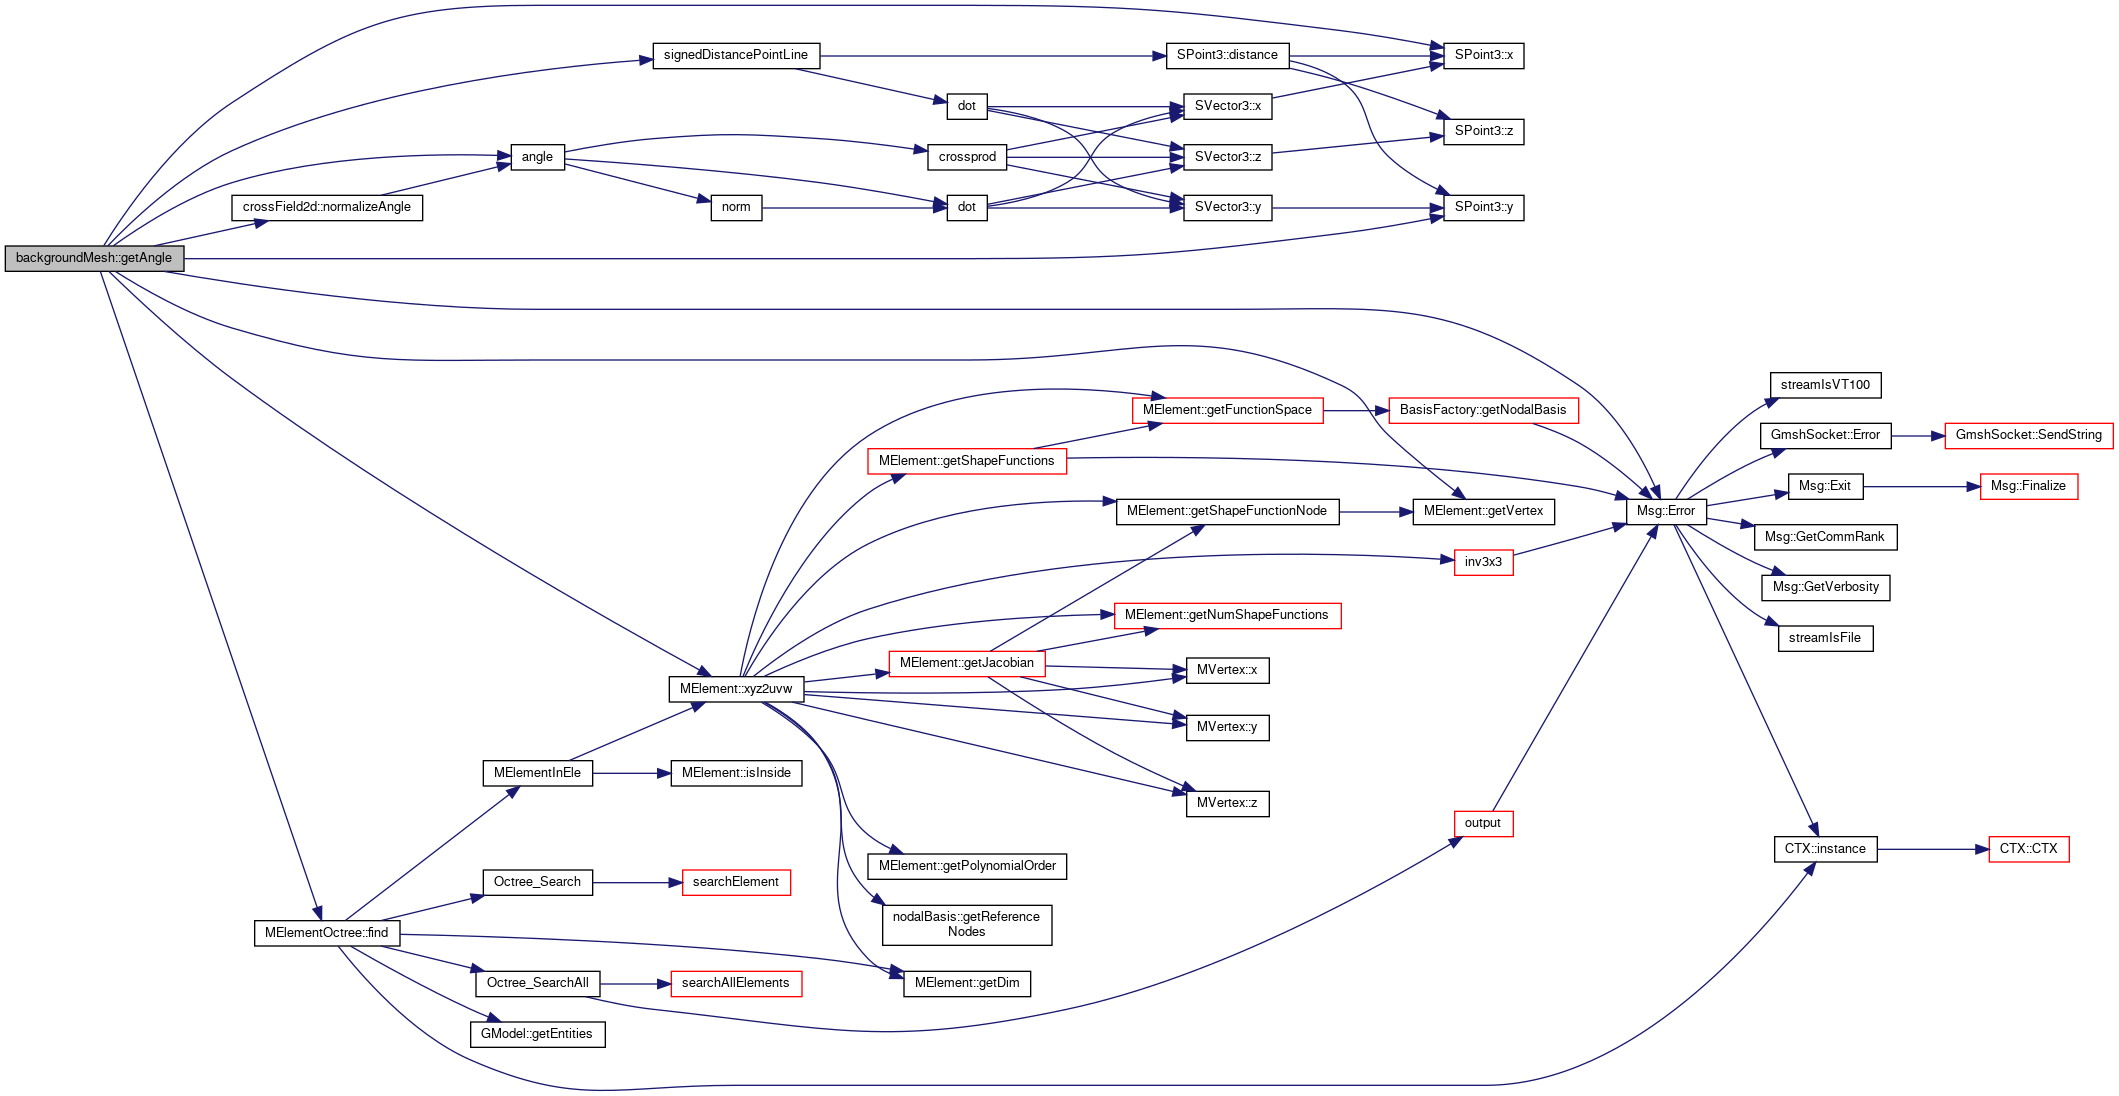 backgroundMesh::getAngle
signedDistancePointLine
SPoint3::distance
SPoint3::x
dot
SVector3::x
SPoint3::z
angle
crossprod
SVector3::z
crossField2d::normalizeAngle
norm
dot
SVector3::y
SPoint3::y
streamIsVT100
MElement::getFunctionSpace
BasisFactory::getNodalBasis
GmshSocket::Error
GmshSocket::SendString
MElement::getShapeFunctions
Msg::Exit
Msg::Finalize
MElement::getShapeFunctionNode
MElement::getVertex
Msg::Error
Msg::GetCommRank
inv3x3
Msg::GetVerbosity
MElement::getNumShapeFunctions
streamIsFile
MElement::getJacobian
MVertex::x
MElement::xyz2uvw
MVertex::y
MElementInEle
MElement::isInside
MVertex::z
output
CTX::instance
CTX::CTX
MElement::getPolynomialOrder
Octree_Search
searchElement
nodalBasis::getReference
Nodes
MElementOctree::find
Octree_SearchAll
searchAllElements
MElement::getDim
GModel::getEntities